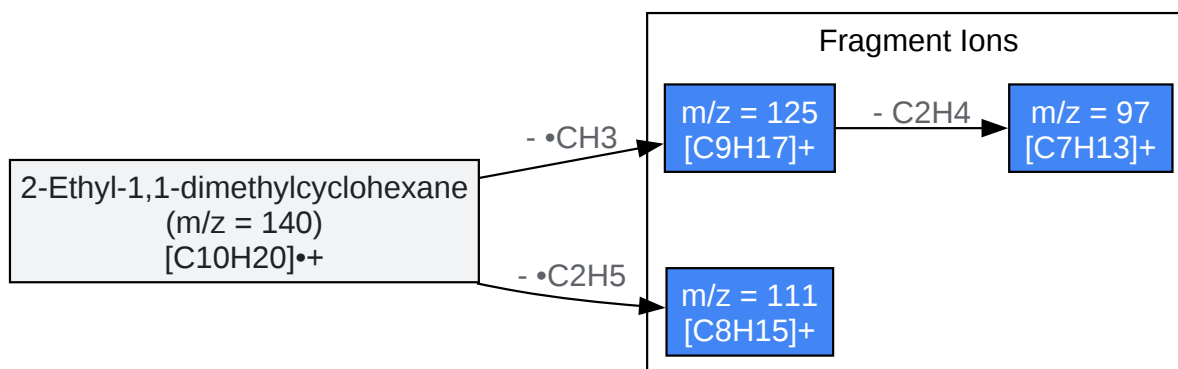 Fragment Ions
m/z = 125
[C9H17]+
- C2H4
m/z = 97
[C7H13]+
- •CH3
2-Ethyl-1,1-dimethylcyclohexane
(m/z = 140)
[C10H20]•+
- •C2H5
m/z = 111
[C8H15]+